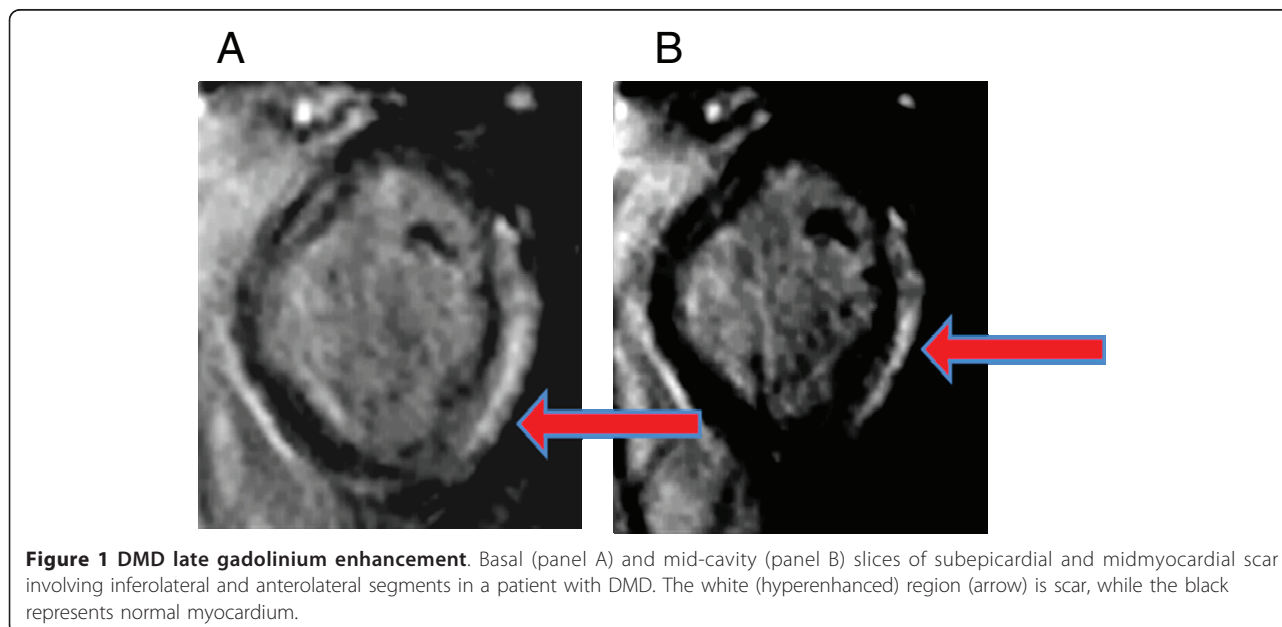 A
B
Figure 1 DMD late gadolinium enhancement. Basal (panel A) and mid-cavity (panel B) slices of subepicardial and midmyocardial scar
involving inferolateral and anterolateral segments in a patient with DMD. The white (hyperenhanced) region (arrow) is scar, while the black
represents normal myocardium.